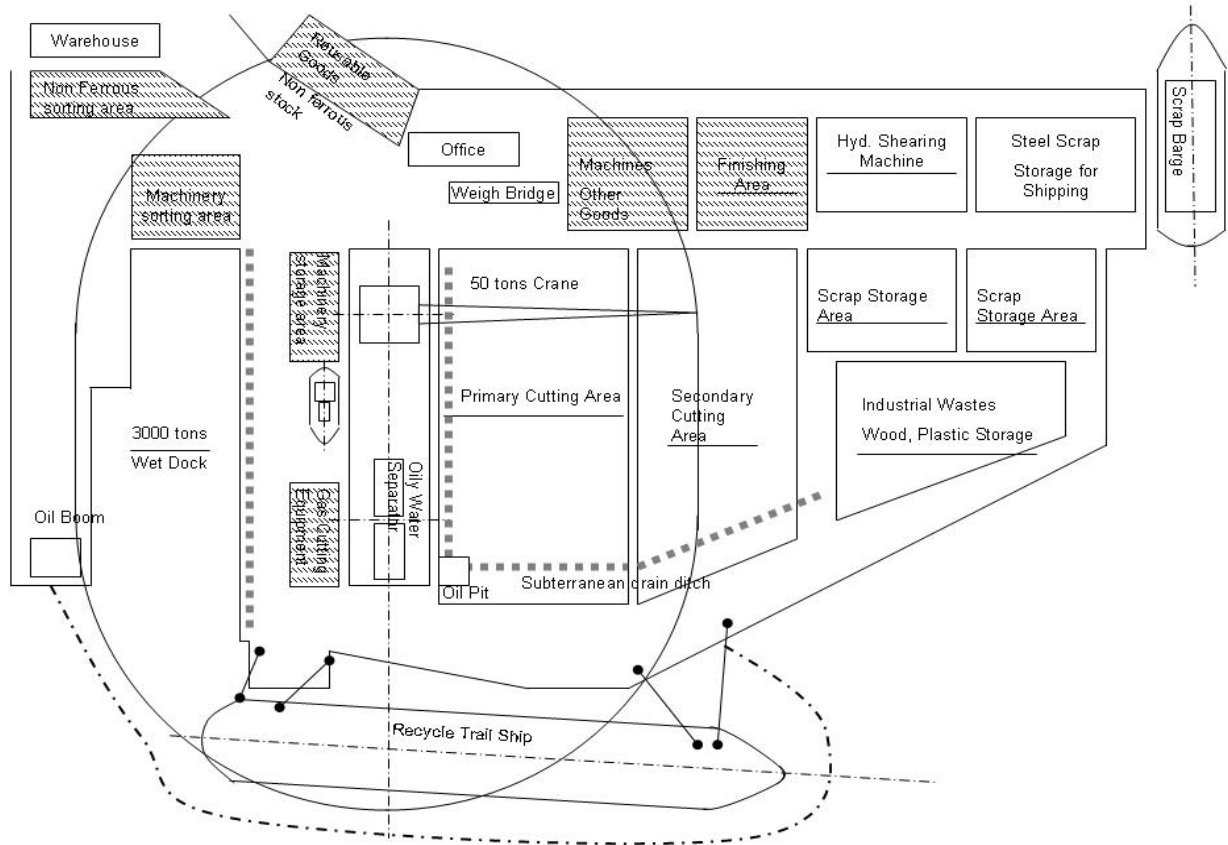 Warehouse
Non Ferrous
sorting area
Reusable
Goods
Non ferrous
stock
Office
Weigh Bridge
Machinery
sorting area
Machines
Other
Goods
Finishing
Area
Hyd. Shearing
Machine
Steel Scrap
Storage for
Shipping
Scrap Barge
Machinery
storage area
50 tons Crane
Scrap Storage
Area
Scrap
Storage Area
Primary Cutting Area
Secondary
Cutting
Area
Industrial Wastes
Wood, Plastic Storage
3000 tons
Wet Dock
Oily Water
Separator
Gas Cutting
Equipment
Oil Boom
Oil Pit
Subterranean drain ditch
Recycle Trail Ship